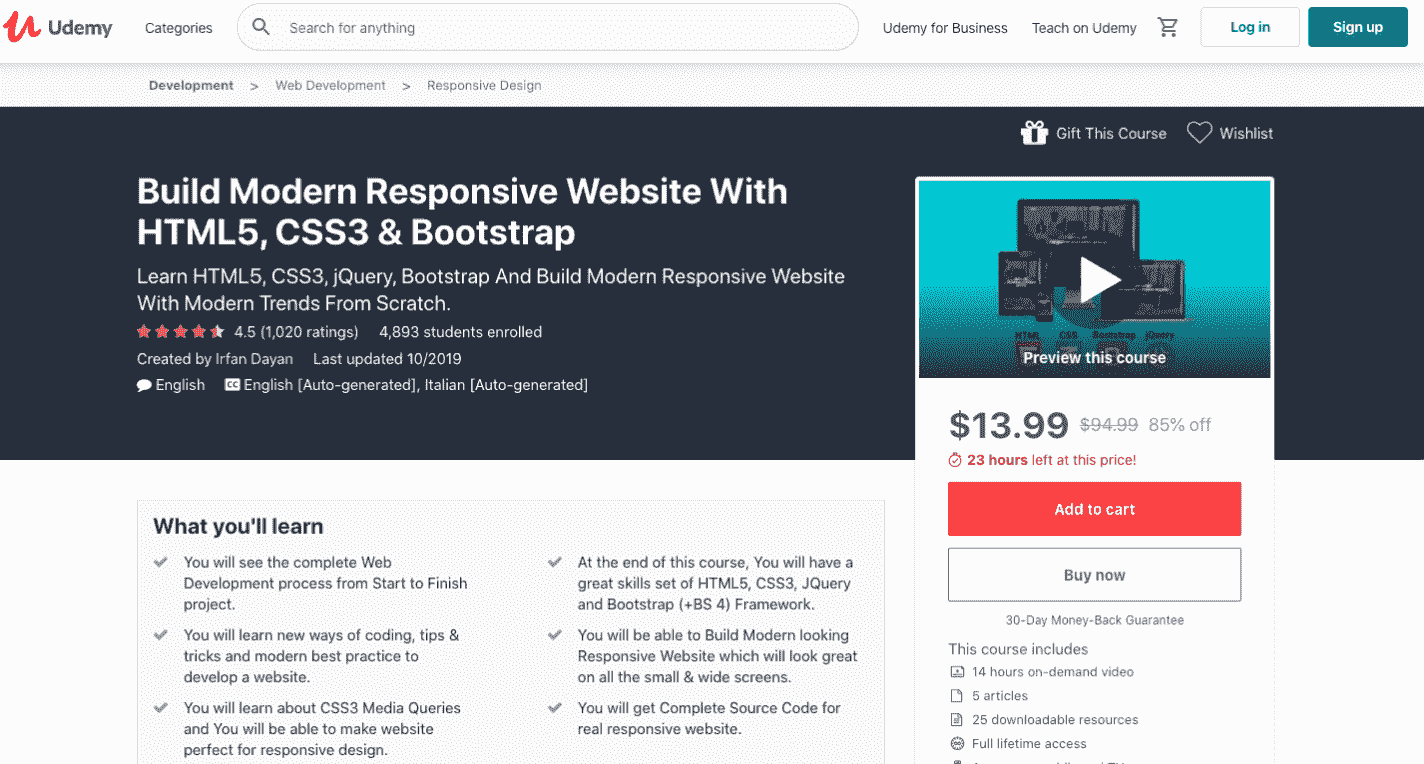 Udemy
Categories
Search for anything
Udemy for Business
Teach on Udemy
Log in
Sign up
Development > Web Development > Responsive Design
Gift This Course
Wishlist
Build Modern Responsive Website With
HTML5, CSS3 & Bootstrap
Learn HTML5, CSS3, jQuery, Bootstrap And Build Modern Responsive Website
With Modern Trends From Scratch.
4.5 (1,020 ratings) 4,893 students enrolled
Created by Irfan Dayan Last updated 10/2019
English CC English [Auto-generated], Italian [Auto-generated]
HTML CSS Bootstrap jQuery
Preview this course
$13.99 $94.99 85% off
23 hours left at this price!
Add to cart
Buy now
30-Day Money-Back Guarantee
This course includes
14 hours on-demand video
5 articles
25 downloadable resources
Full lifetime access
What you'll learn
You will see the complete Web
Development process from Start to Finish
project.
You will learn new ways of coding, tips &
tricks and modern best practice to
develop a website.
You will learn about CSS3 Media Queries
and You will be able to make website
perfect for responsive design.
At the end of this course, You will have a
great skills set of HTML5, CSS3, JQuery
and Bootstrap (+BS 4) Framework.
You will be able to Build Modern looking
Responsive Website which will look great
on all the small & wide screens.
You will get Complete Source Code for
real responsive website.